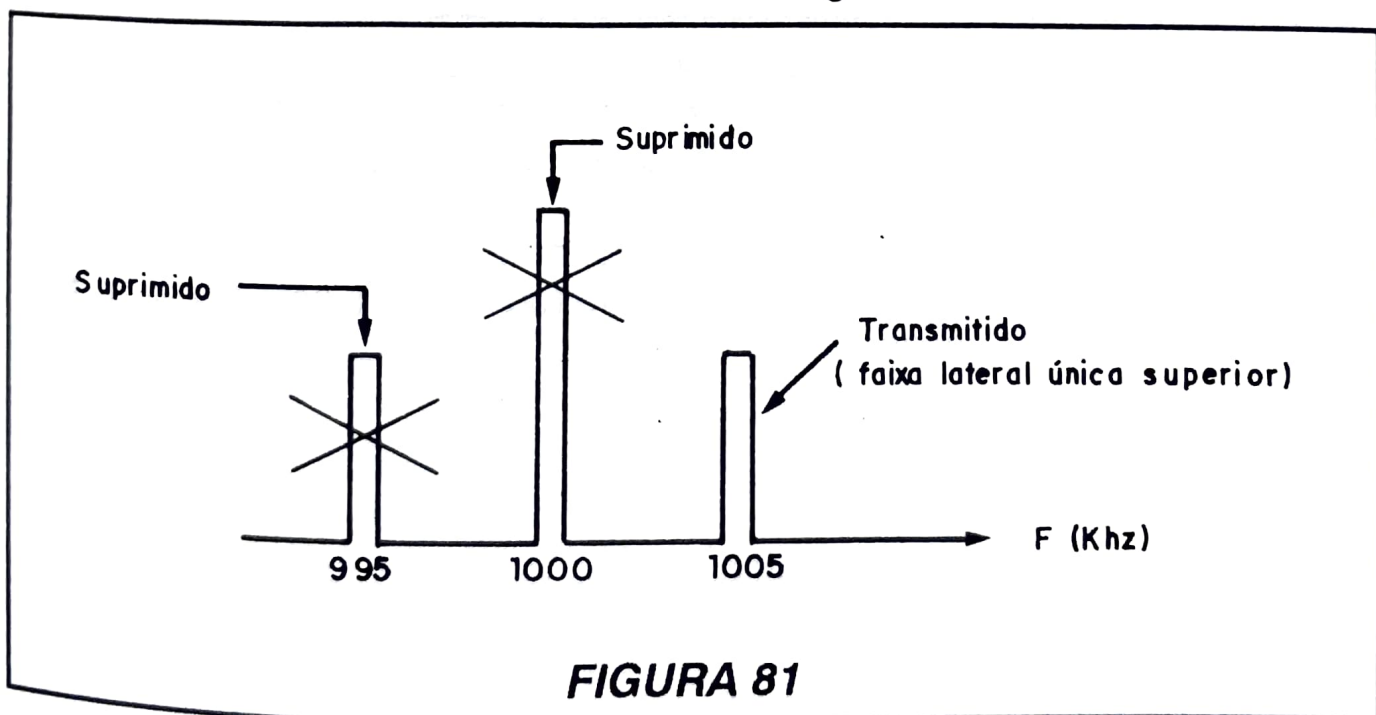 Suprimido
Suprimido
Transmitido
( faixa lateral única superior)
F (Khz)
995
1000
1005
FIGURA 81